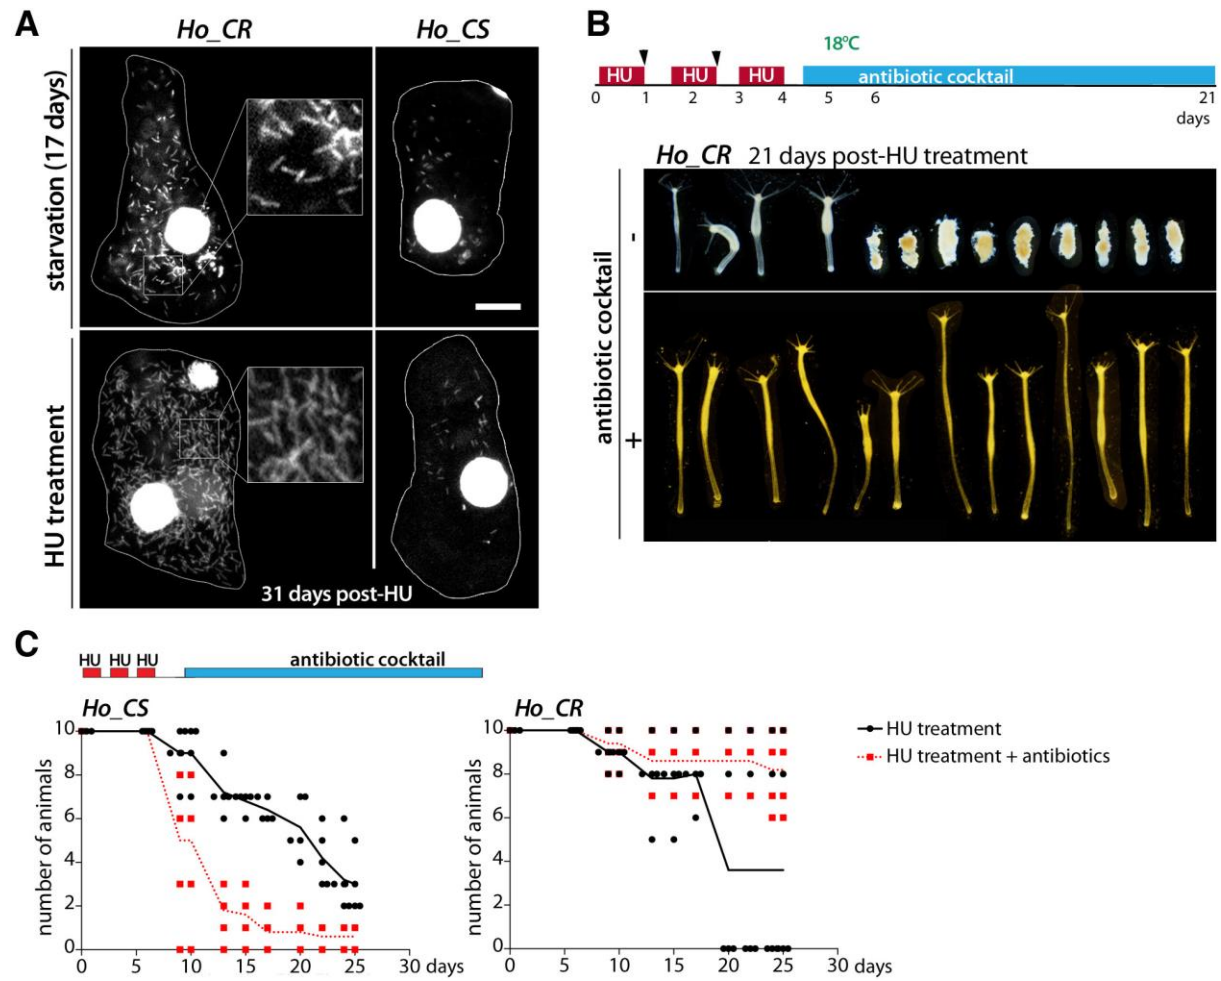 A
Ho_CR
Ho_CS
starvation (17 days)
HU treatment
31 days post-HU
B
18°C
HU HU HU antibiotic cocktail
0 1 2 3 4 5 6 21
days
Ho_CR 21 days post-HU treatment
antibiotic cocktail
-
+
C
HU HU HU antibiotic cocktail
Ho_CS
number of animals
10
8
6
4
2
0
0 5 10 15 20 25 30 days
Ho_CR
number of animals
10
8
6
4
2
0
0 5 10 15 20 25 30 days
HU treatment
HU treatment + antibiotics